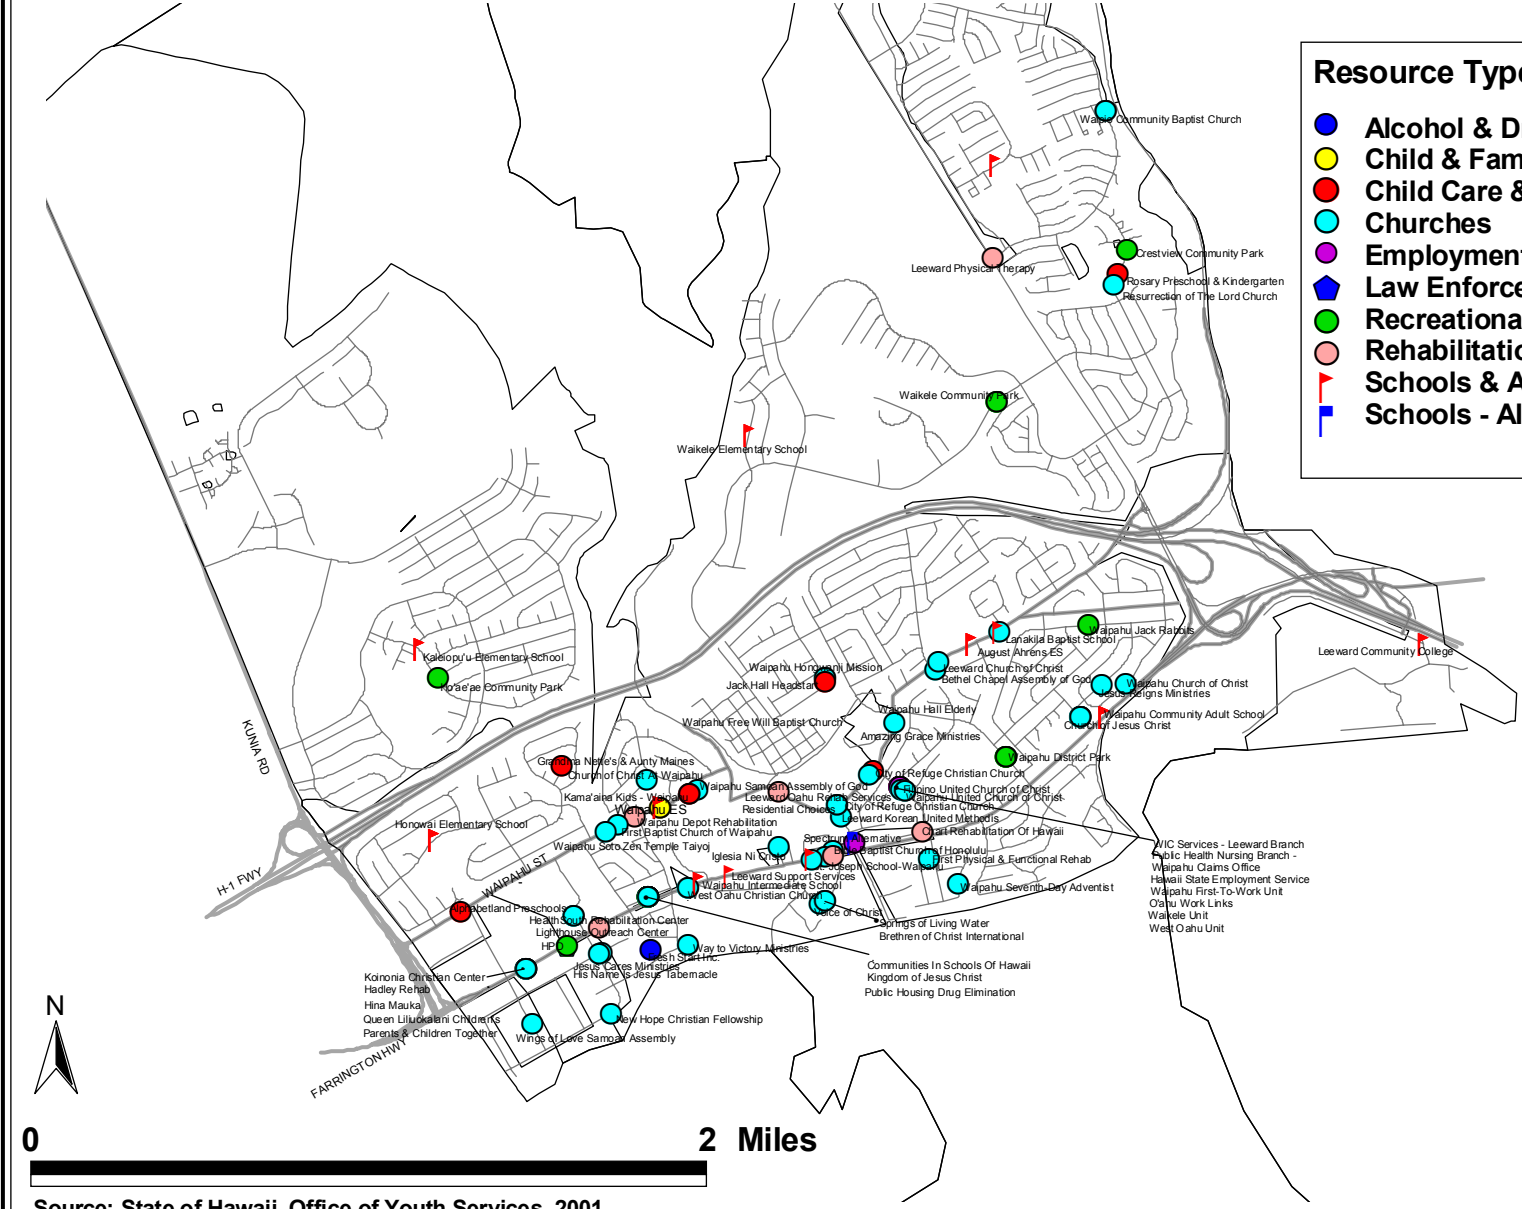 Resource Type
Alcohol & D
Child & Fam
Child Care &
Churches
Employment
Law Enforce
Recreationa
Rehabilitatio
Schools & A
Schools - Al
Waipio Community Baptist Church
Crestview Community Park
Leeward Physical Therapy
Rosary Preschool & Kindergarten
Resurrection of The Lord Church
Waikele Community Park
Waikele Elementary School
Waipahu Jack Rabbits
Lanakila Baptist School
August Ahrens ES
Leeward Community College
Kaleiopu'u Elementary School
Waipahu Hongwanji Mission
Leeward Church of Christ
Bethel Chapel Assembly of God
Jack Hall Headstart
Waipahu Church of Christ
Jesus Reigns Ministries
Ho'ae'ae Community Park
Waipahu Hall Elderly
Waipahu Community Adult School
Church of Jesus Christ
Waipahu Free Will Baptist Church
Amazing Grace Ministries
KUNIA RD
Waipahu District Park
Grandma Nette's & Aunty Maines
Church of Christ At Waipahu
City of Refuge Christian Church
Waipahu Samoan Assembly of God
Filipino United Church of Christ
Kama'aina Kids - Waipahu
Leeward Oahu Rehab Services
Waipahu United Church of Christ
Waipahu ES
Residential Choices
City of Refuge Christian Church
Honowai Elementary School
Waipahu Depot Rehabilitation
Leeward Korean United Methodis
First Baptist Church of Waipahu
Chart Rehabilitation Of Hawaii
Spectrum Alternative
Waipahu Soto Zen Temple Taiyoj
Bible Baptist Church of Honolulu
Iglesia Ni Cristo
First Physical & Functional Rehab
St. Joseph School-Waipahu
H-1 FWY
WAIPAHU ST
Leeward Support Services
Waipahu Intermediate School
West Oahu Christian Church
Waipahu Seventh-Day Adventist
WIC Services - Leeward Branch
Public Health Nursing Branch -
Waipahu Claims Office
Hawaii State Employment Service
Waipahu First-To-Work Unit
O'ahu Work Links
Waikele Unit
West Oahu Unit
Alphabetland Preschools
HealthSouth Rehabilitation Center
Voice of Christ
Lighthouse Outreach Center
Springs of Living Water
Brethren of Christ International
HPD
Way to Victory Ministries
Fresh Start Inc.
Jesus Cares Ministries
His Name Is Jesus Tabernacle
Communities In Schools Of Hawaii
Kingdom of Jesus Christ
Public Housing Drug Elimination
Koinonia Christian Center
Hadley Rehab
Hina Mauka
Queen Liliuokalani Children's
Parents & Children Together
New Hope Christian Fellowship
Wings of Love Samoan Assembly
FARRINGTON HWY
N
0 2 Miles
Source: State of Hawaii, Office of Youth Services, 2001